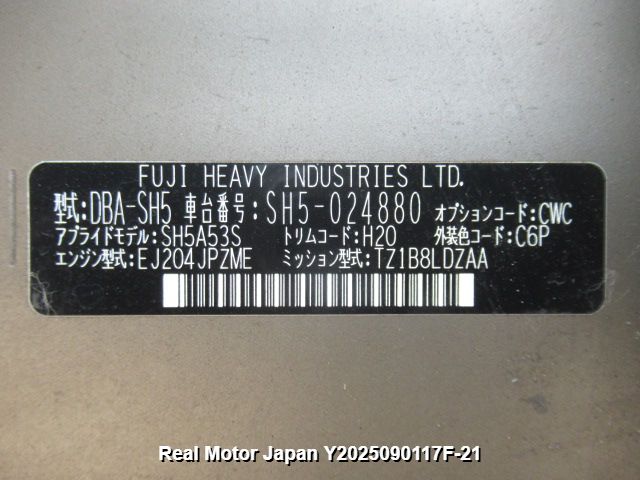 FUJI HEAVY INDUSTRIES LTD.
型式:DBA-SH5 車台番号:SH5-024880 オプションコード:CWC
アプライドモデル:SH5A53S トリムコード:H20 外装色コード:C6P
エンジン型式:EJ204JPZME ミッション型式:TZ1B8LDZAA
Real Motor Japan Y2025090117F-21